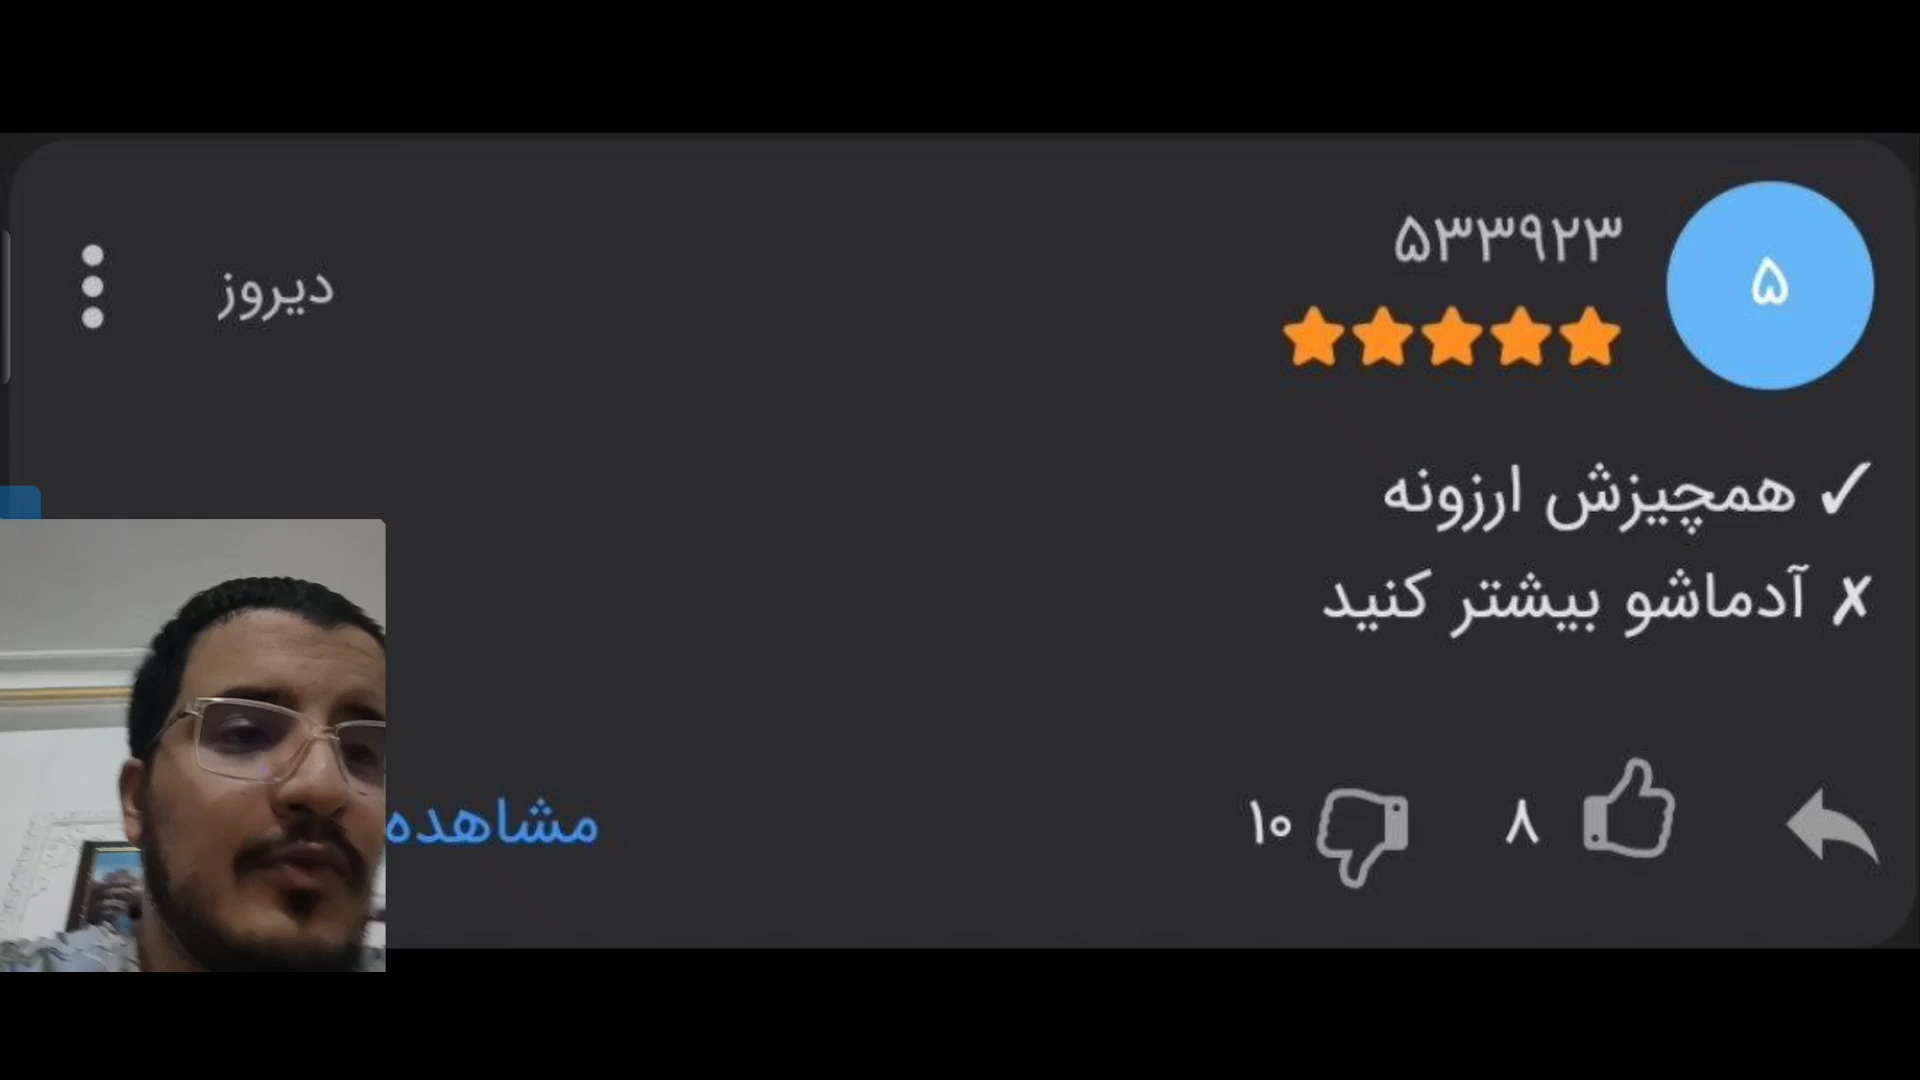 ۵
۵۳۳۹۲۳
دیروز
✓ همچیزش ارزونه
✗ آدماشو بیشتر کنید
۸
۱۰
مشاهده